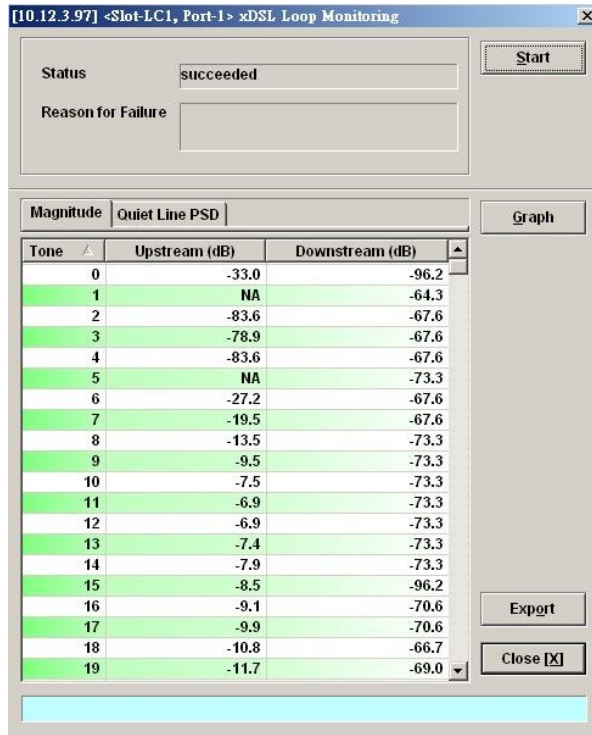 [10.12.3.97] <Slot-LC1, Port-1> xDSL Loop Monitoring
Status succeeded
Start
Reason for Failure
Magnitude Quiet Line PSD
Graph
Tone Upstream (dB) Downstream (dB)
0 -33.0 -96.2
1 NA -64.3
2 -83.6 -67.6
3 -78.9 -67.6
4 -83.6 -67.6
5 NA -73.3
6 -27.2 -67.6
7 -19.5 -67.6
8 -13.5 -73.3
9 -9.5 -73.3
10 -7.5 -73.3
11 -6.9 -73.3
12 -6.9 -73.3
13 -7.4 -73.3
14 -7.9 -73.3
15 -8.5 -96.2
16 -9.1 -70.6
17 -9.9 -70.6
18 -10.8 -66.7
19 -11.7 -69.0
Export
Close [X]